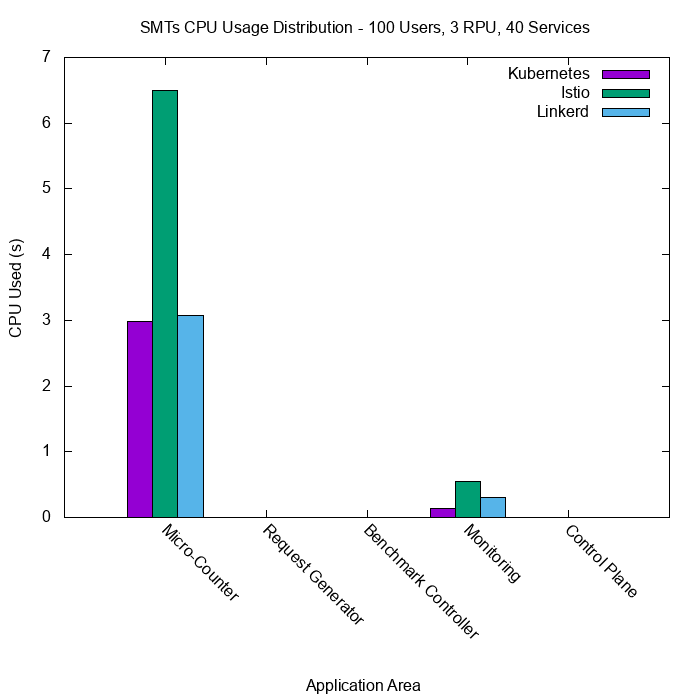 SMTs CPU Usage Distribution - 100 Users, 3 RPU, 40 Services
Kubernetes
Istio
Linkerd
7
6
5
4
3
2
1
0
CPU Used (s)
Micro-Counter
Request Generator
Benchmark Controller
Monitoring
Control Plane
Application Area